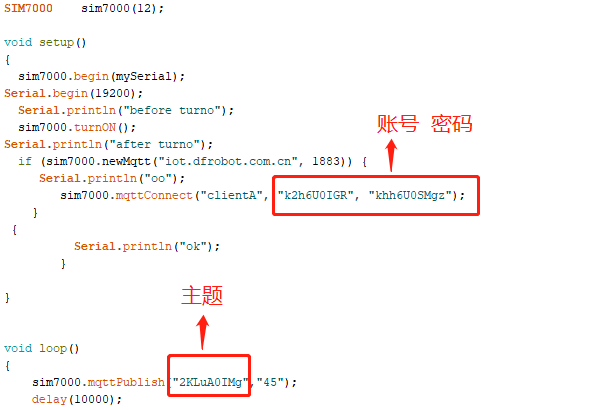 SIM7000    sim7000(12);
void setup()
{
sim7000.begin(mySerial);
Serial.begin(19200);
Serial.println("before turno");
sim7000.turnON();
Serial.println("after turno");
if (sim7000.newMqtt("iot.dfrobot.com.cn", 1883)) {
Serial.println("oo");
账号 密码
sim7000.mqttConnect("clientA", "k2h6U0IGR", "khh6U0SMgz");
}
{
Serial.println("ok");
}
}
主题
void loop()
{
sim7000.mqttPublish("2KLuA0IMg","45");
delay(10000);